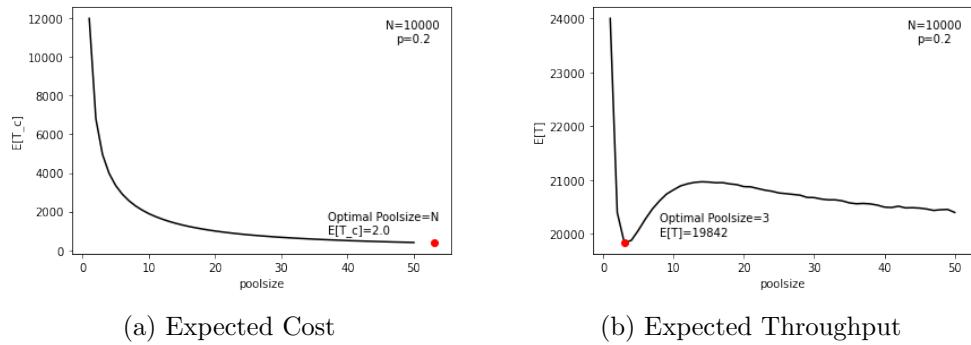 12000
10000
8000
6000
4000
2000
0
E[T_c]
N=10000
p=0.2
Optimal Poolsize=N
E[T_c]=2.0
0 10 20 30 40 50
poolsize
(a) Expected Cost
24000
23000
22000
21000
20000
E[T]
N=10000
p=0.2
Optimal Poolsize=3
E[T]=19842
0 10 20 30 40 50
poolsize
(b) Expected Throughput